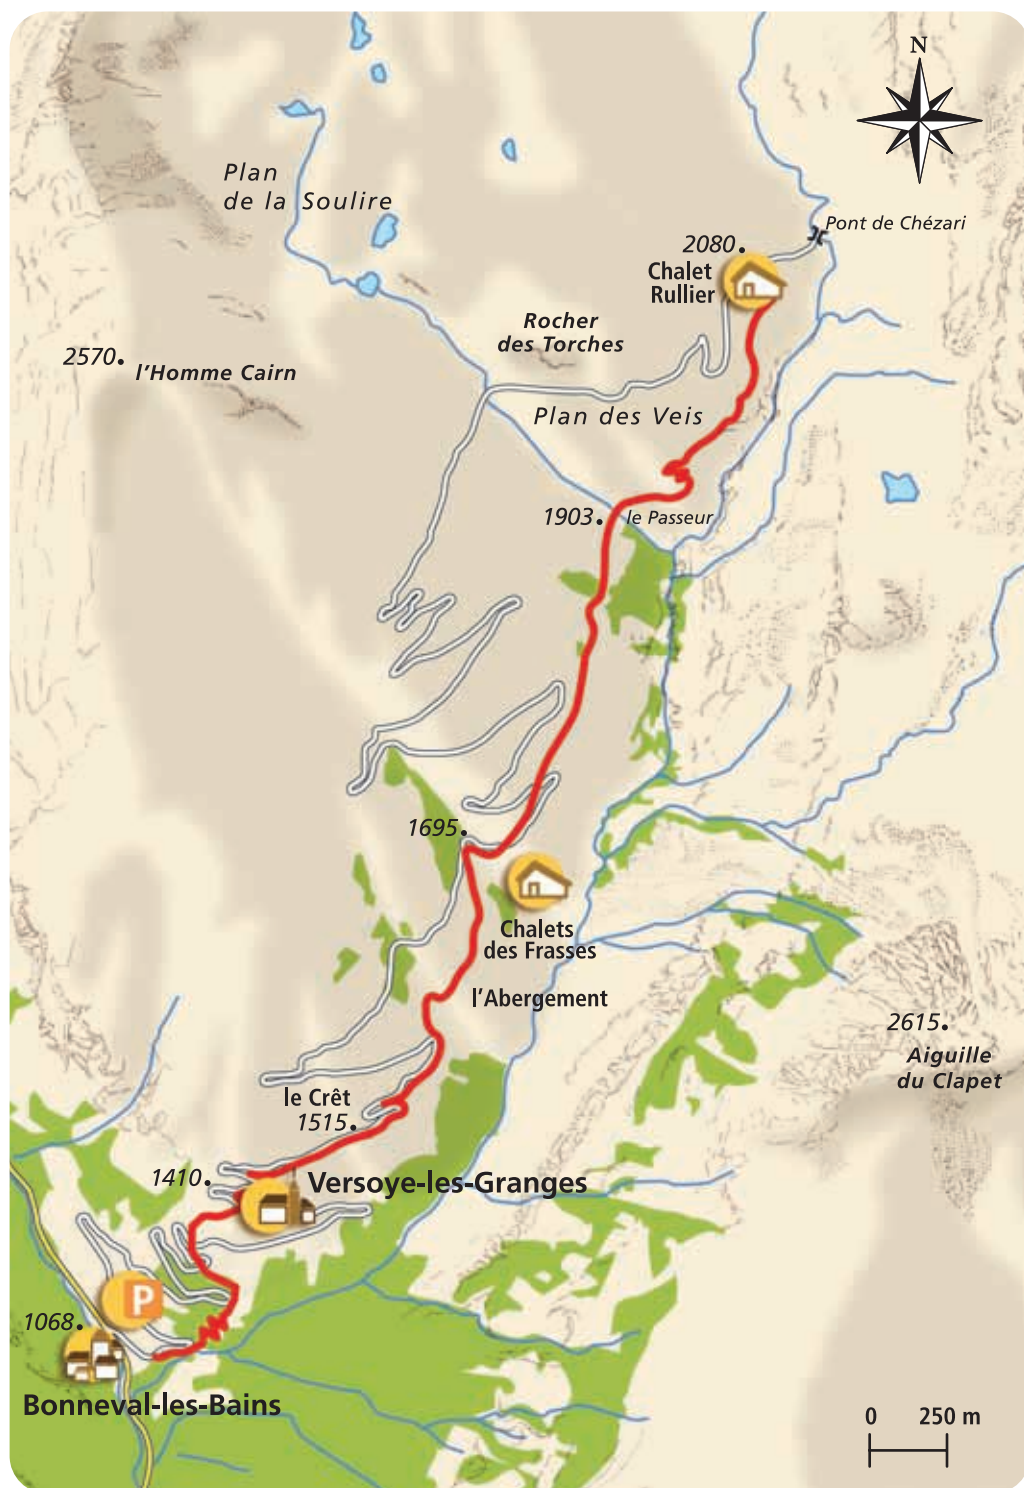 N
Plan
de la Soulire
Pont de Chézari
2080
Chalet
Rullier
Rocher
des Torches
2570
l'Homme Cairn
Plan des Veis
1903
le Passeur
1695
Chalets
des Frasses
l'Abergement
2615
Aiguille
du Clapet
le Crêt
1515
1410
Versoye-les-Granges
P
1068
Bonneval-les-Bains
0 250 m